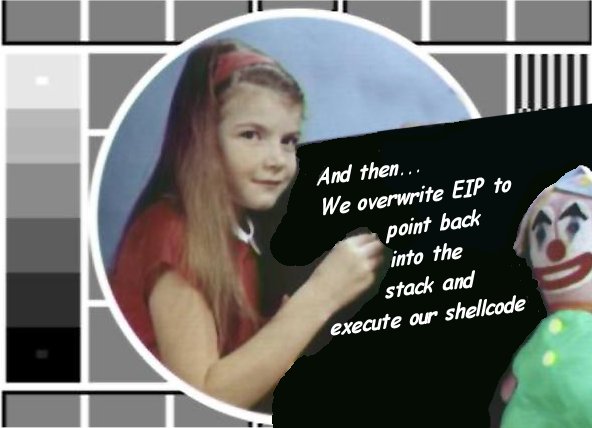 And then...
We overwrite EIP to
point back
into the
stack and
execute our shellcode